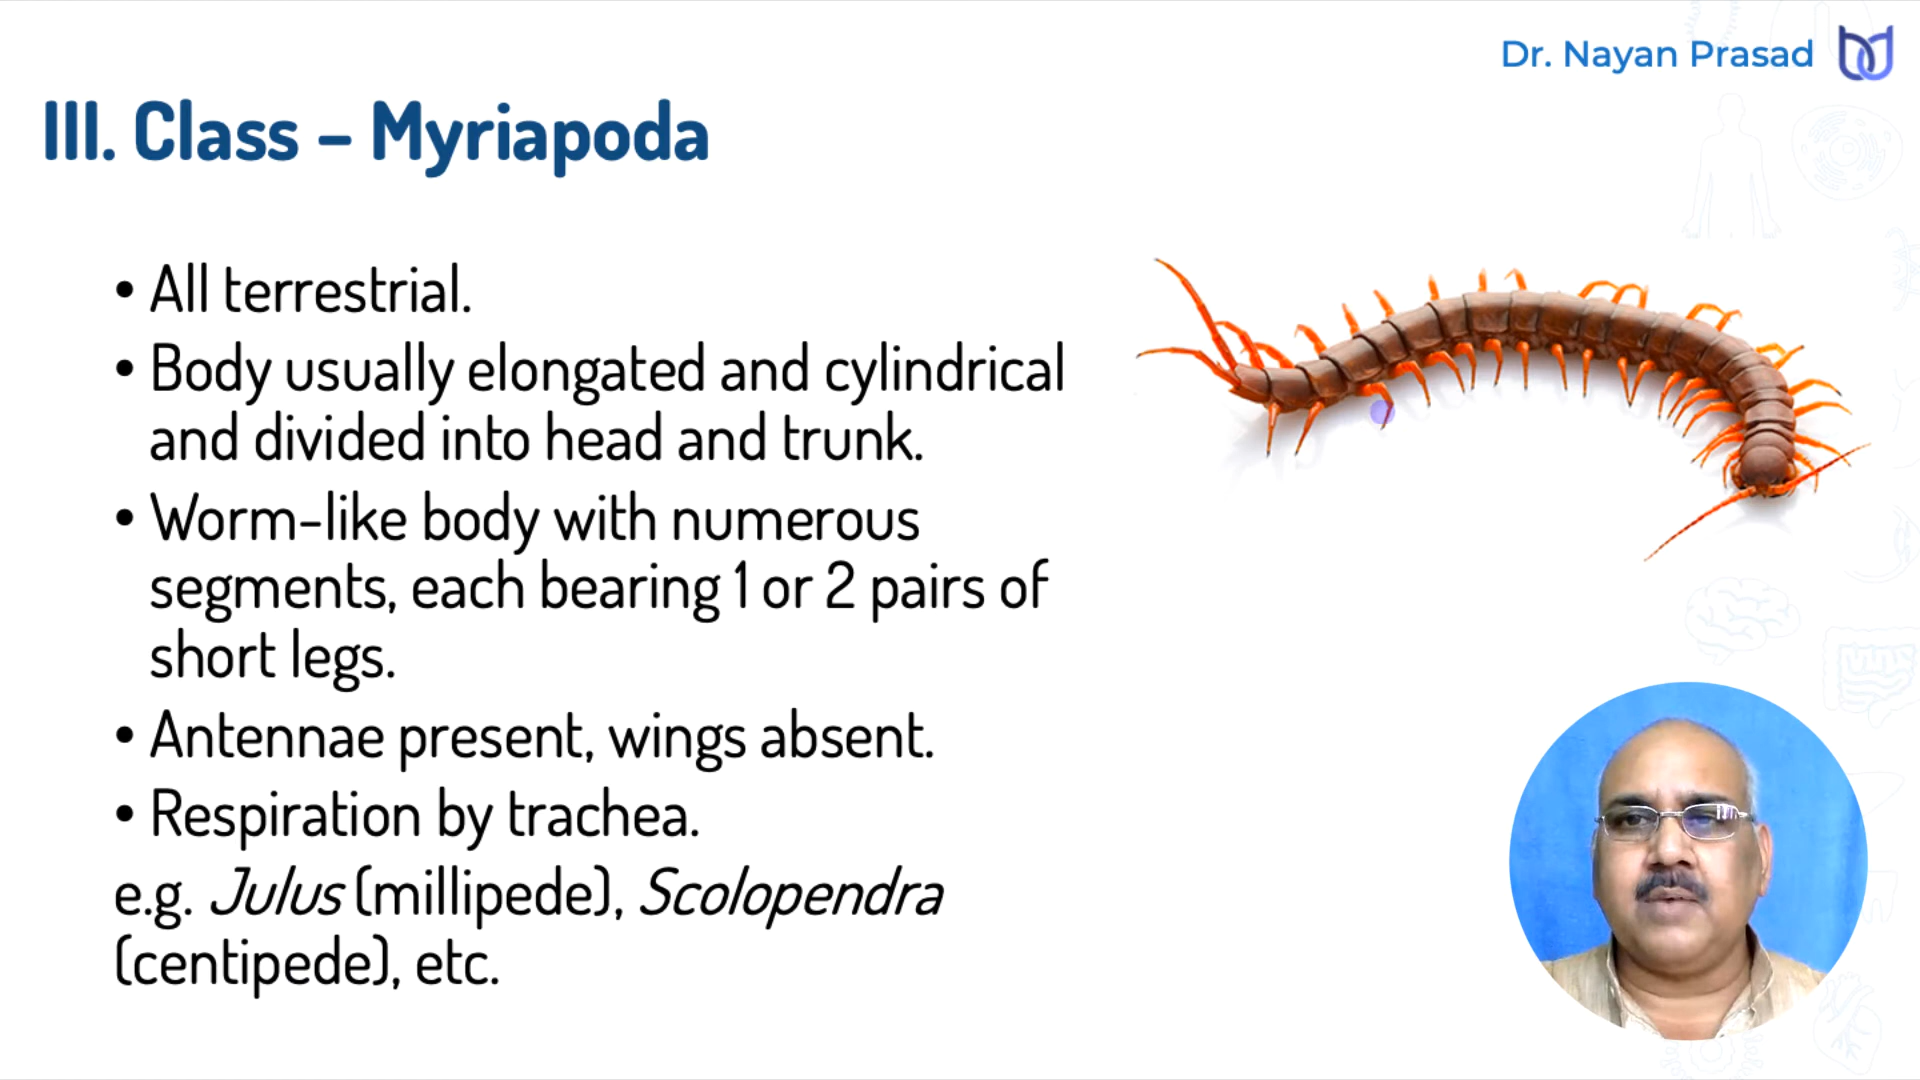 Dr. Nayan Prasad
III. Class – Myriapoda
• All terrestrial.
• Body usually elongated and cylindrical
and divided into head and trunk.
• Worm-like body with numerous
segments, each bearing 1 or 2 pairs of
short legs.
• Antennae present, wings absent.
• Respiration by trachea.
e.g. Julus (millipede), Scolopendra
(centipede), etc.